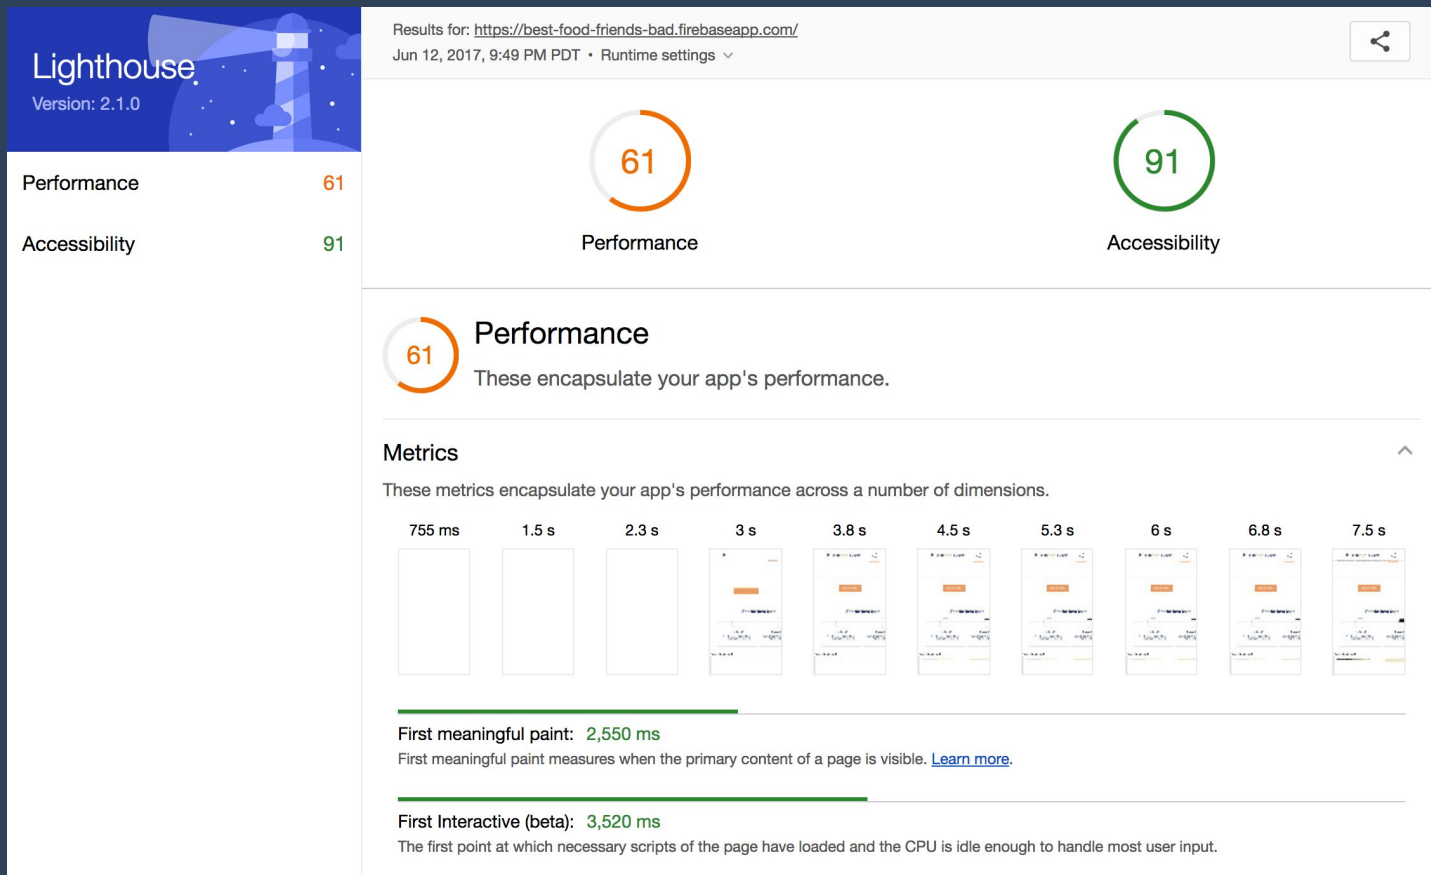 Lighthouse
Version: 2.1.0
Performance 61
Accessibility 91
Results for: https://best-food-friends-bad.firebaseapp.com/
Jun 12, 2017, 9:49 PM PDT • Runtime settings
61
Performance
91
Accessibility
61
Performance
These encapsulate your app's performance.
Metrics
These metrics encapsulate your app's performance across a number of dimensions.
755 ms 1.5 s 2.3 s 3 s 3.8 s 4.5 s 5.3 s 6 s 6.8 s 7.5 s
First meaningful paint: 2,550 ms
First meaningful paint measures when the primary content of a page is visible. Learn more.
First Interactive (beta): 3,520 ms
The first point at which necessary scripts of the page have loaded and the CPU is idle enough to handle most user input.